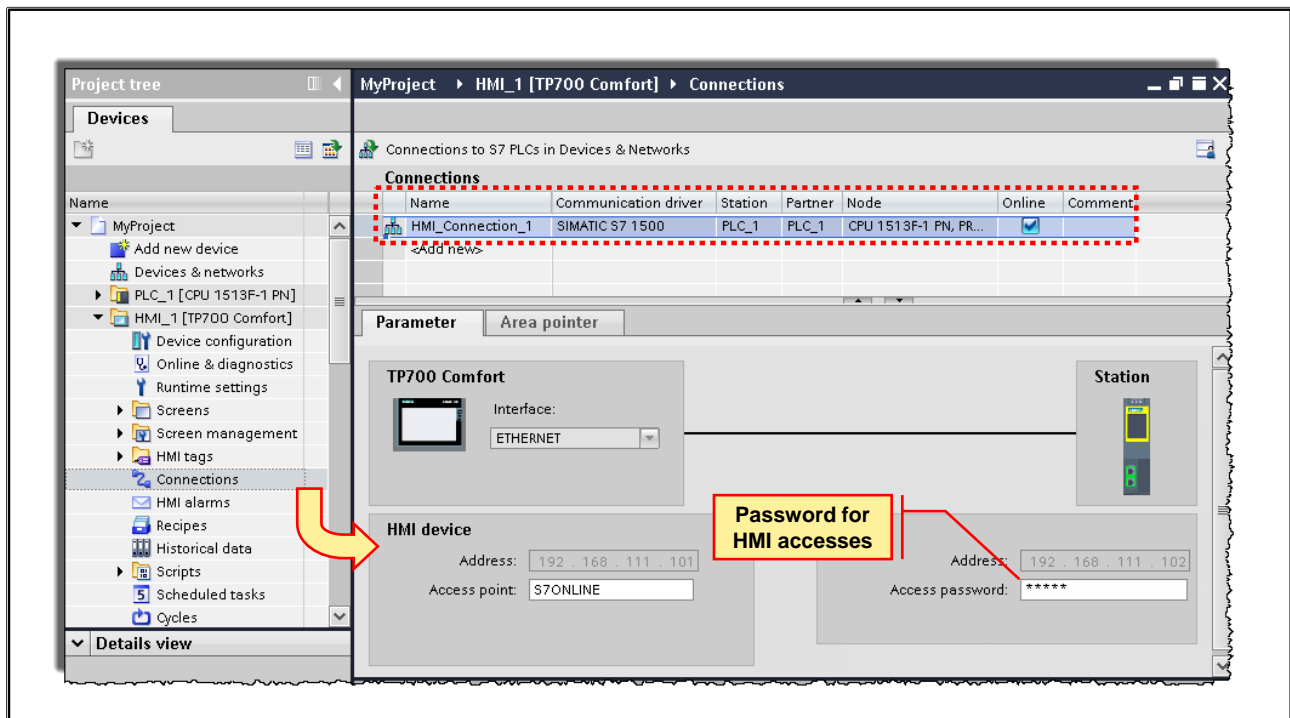 Project tree
MyProject HMI_1 [TP700 Comfort] Connections
Devices
Connections to S7 PLCs in Devices & Networks
Connections
Name
Name Communication driver Station Partner Node Online Comment
HMI_Connection_1 SIMATIC S7 1500 PLC_1 PLC_1 CPU 1513F-1 PN, PR...
<Add new>
MyProject
Add new device
Devices & networks
PLC_1 [CPU 1513F-1 PN]
HMI_1 [TP700 Comfort]
Device configuration
Online & diagnostics
Runtime settings
Screens
Screen management
HMI tags
Connections
HMI alarms
Recipes
Historical data
Scripts
Scheduled tasks
Cycles
Details view
Parameter Area pointer
TP700 Comfort
Station
Interface:
ETHERNET
HMI device
Address: 192 . 168 . 111 . 101
Access point: S7ONLINE
Password for
HMI accesses
Address: 192 . 168 . 111 . 102
Access password: *****